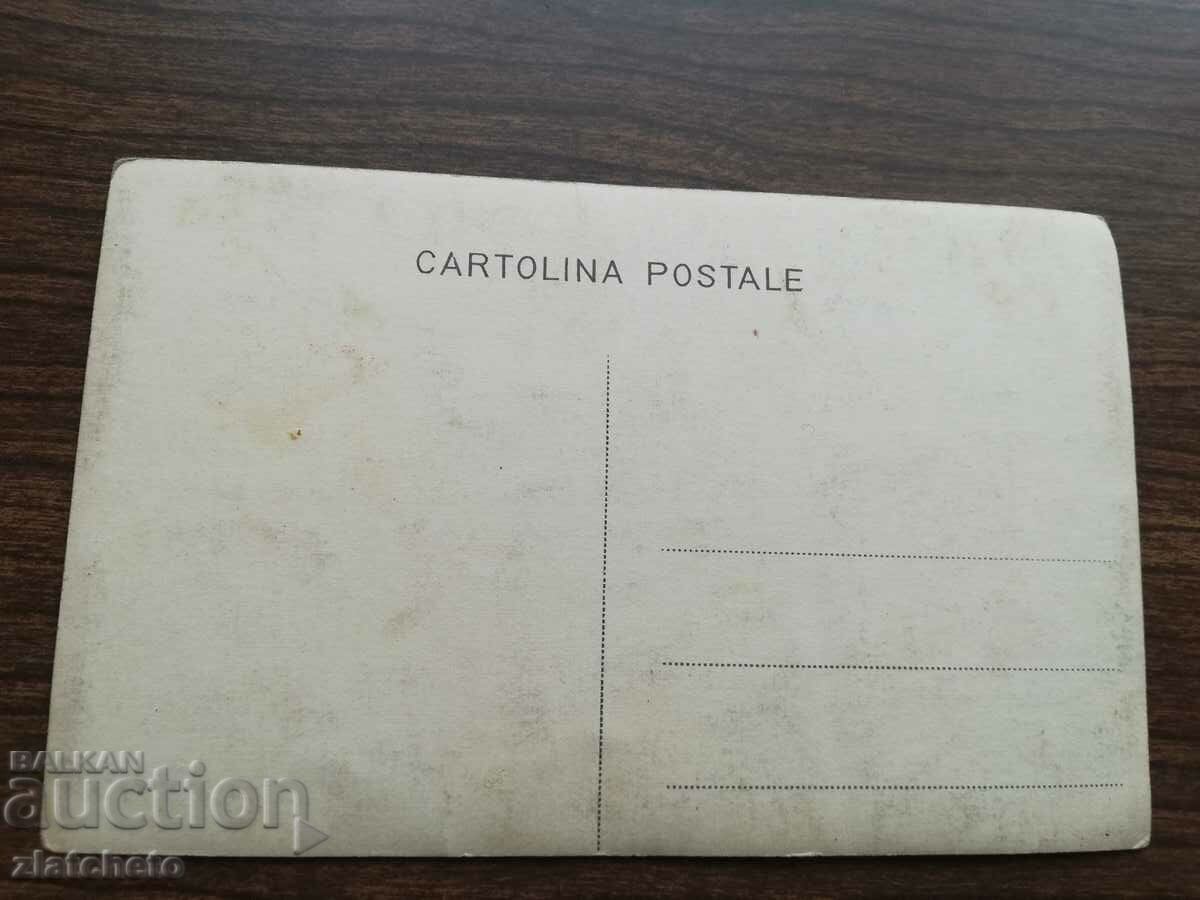 CARTOLINA POSTALE
BALKAN
auction
zlatcheto